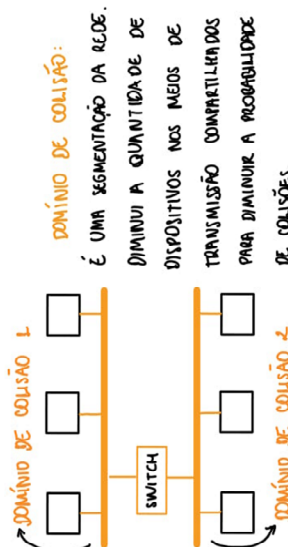 DOMÍNIO DE COLISÃO:
É UMA SEGMENTAÇÃO DA REDE.
DIMINUI A QUANTIDADE DE
DISPOSITIVOS NOS MEIOS DE
TRANSMISSÃO COMPARTILHADOS
PARA DIMINUIR A PROBABILIDADE
DE COLISÕES
DOMÍNIO DE COLISÃO 1
SWITCH
DOMÍNIO DE COLISÃO 2